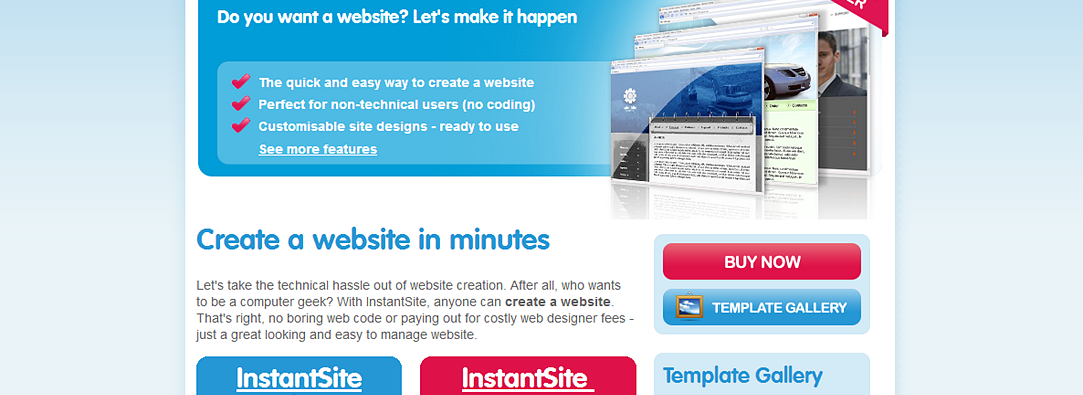 Do you want a website? Let's make it happen
The quick and easy way to create a website
Perfect for non-technical users (no coding)
Customisable site designs - ready to use
See more features
Create a website in minutes
Let's take the technical hassle out of website creation. After all, who wants
to be a computer geek? With InstantSite, anyone can create a website.
That's right, no boring web code or paying out for costly web designer fees -
just a great looking and easy to manage website.
InstantSite
InstantSite
BUY NOW
TEMPLATE GALLERY
Template Gallery